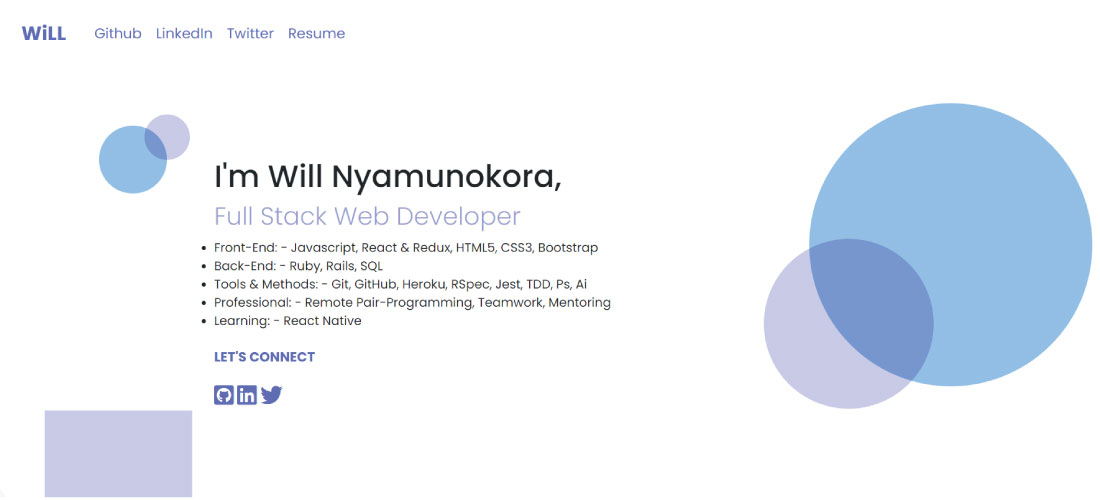 WiLL
Github LinkedIn Twitter Resume
I'm Will Nyamunokora,
Full Stack Web Developer
Front-End: - Javascript, React & Redux, HTML5, CSS3, Bootstrap
Back-End: - Ruby, Rails, SQL
Tools & Methods: - Git, GitHub, Heroku, RSpec, Jest, TDD, Ps, Ai
Professional: - Remote Pair-Programming, Teamwork, Mentoring
Learning: - React Native
LET'S CONNECT
in